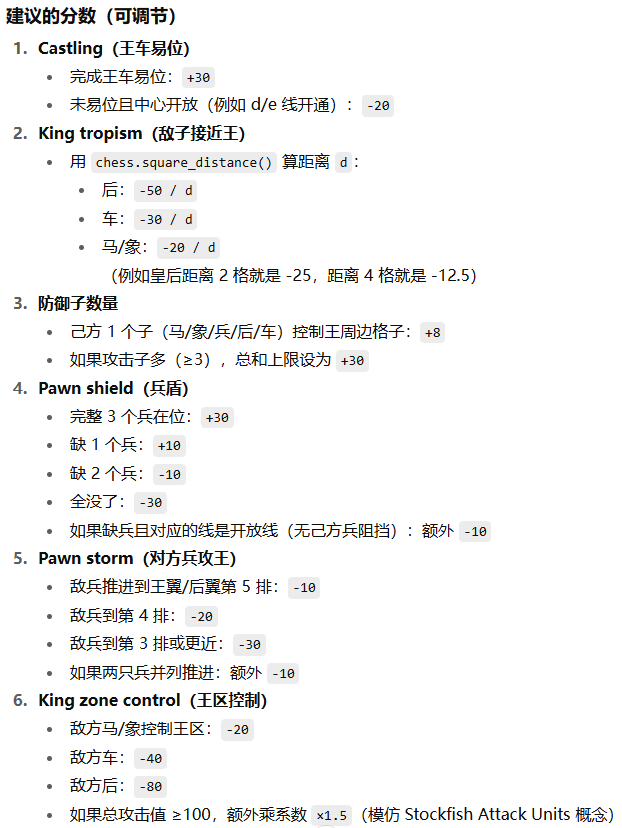 建议的分数（可调节）
1. Castling（王车易位）
• 完成王车易位：+30
• 未易位且中心开放（例如 d/e 线开通）：-20
2. King tropism（敌子接近王）
• 用 chess.square_distance() 算距离 d：
• 后：-50 / d
• 车：-30 / d
• 马/象：-20 / d
（例如皇后距离 2 格就是 -25，距离 4 格就是 -12.5）
3. 防御子数量
• 己方 1 个子（马/象/兵/后/车）控制王周边格子：+8
• 如果攻击子多（≥3），总和上限设为 +30
4. Pawn shield（兵盾）
• 完整 3 个兵在位：+30
• 缺 1 个兵：+10
• 缺 2 个兵：-10
• 全没了：-30
• 如果缺兵且对应的线是开放线（无己方兵阻挡）：额外 -10
5. Pawn storm（对方兵攻王）
• 敌兵推进到王翼/后翼第 5 排：-10
• 敌兵到第 4 排：-20
• 敌兵到第 3 排或更近：-30
• 如果两只兵并列推进：额外 -10
6. King zone control（王区控制）
• 敌方马/象控制王区：-20
• 敌方车：-40
• 敌方后：-80
• 如果总攻击值 ≥100，额外乘系数 ×1.5（模仿 Stockfish Attack Units 概念）